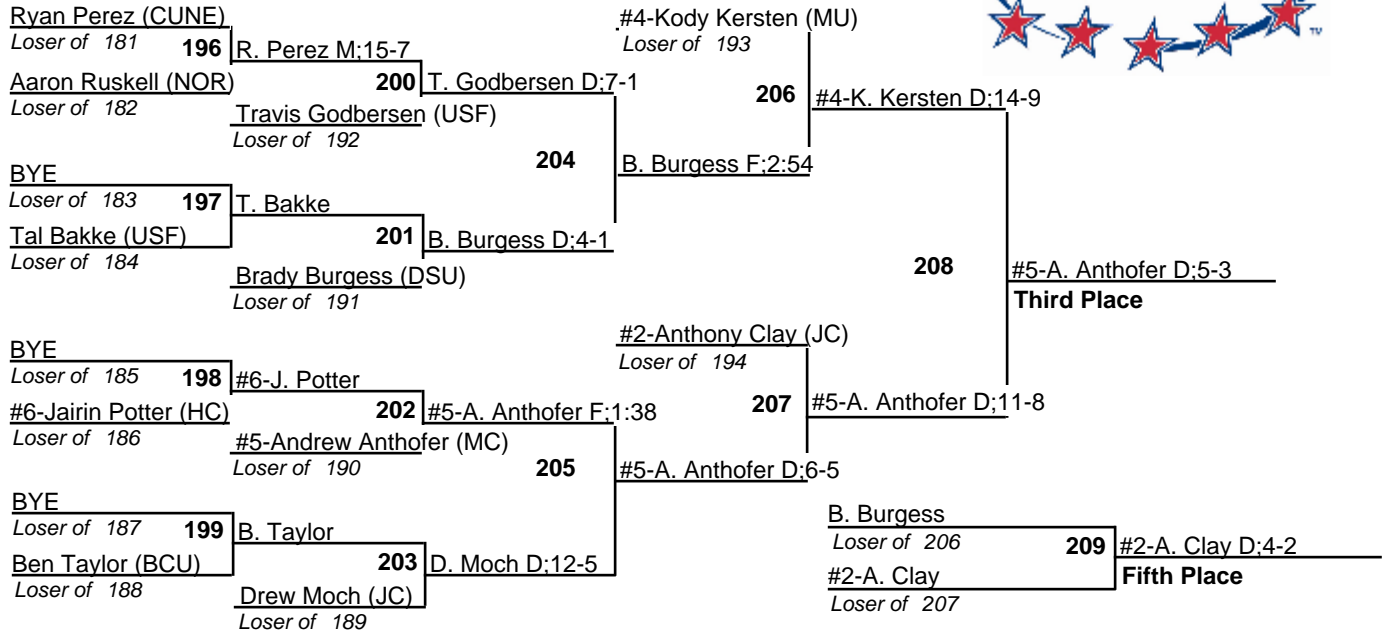 Ryan Perez (CUNE)
Loser of 181
196
R. Perez M;15-7
Aaron Ruskell (NOR)
Loser of 182
200
T. Godbersen D;7-1
Travis Godbersen (USF)
Loser of 192
204
B. Burgess F;2:54
BYE
Loser of 183
197
T. Bakke
Tal Bakke (USF)
Loser of 184
201
B. Burgess D;4-1
Brady Burgess (DSU)
Loser of 191
#4-Kody Kersten (MU)
Loser of 193
206
#4-K. Kersten D;14-9
TM
208
#5-A. Anthofer D;5-3
Third Place
BYE
Loser of 185
198
#6-J. Potter
#6-Jairin Potter (HC)
Loser of 186
202
#5-A. Anthofer F;1:38
#5-Andrew Anthofer (MC)
Loser of 190
205
#5-A. Anthofer D;6-5
#2-Anthony Clay (JC)
Loser of 194
207
#5-A. Anthofer D;11-8
BYE
Loser of 187
199
B. Taylor
Ben Taylor (BCU)
Loser of 188
203
D. Moch D;12-5
Drew Moch (JC)
Loser of 189
B. Burgess
Loser of 206
209
#2-A. Clay D;4-2
#2-A. Clay
Fifth Place
Loser of 207